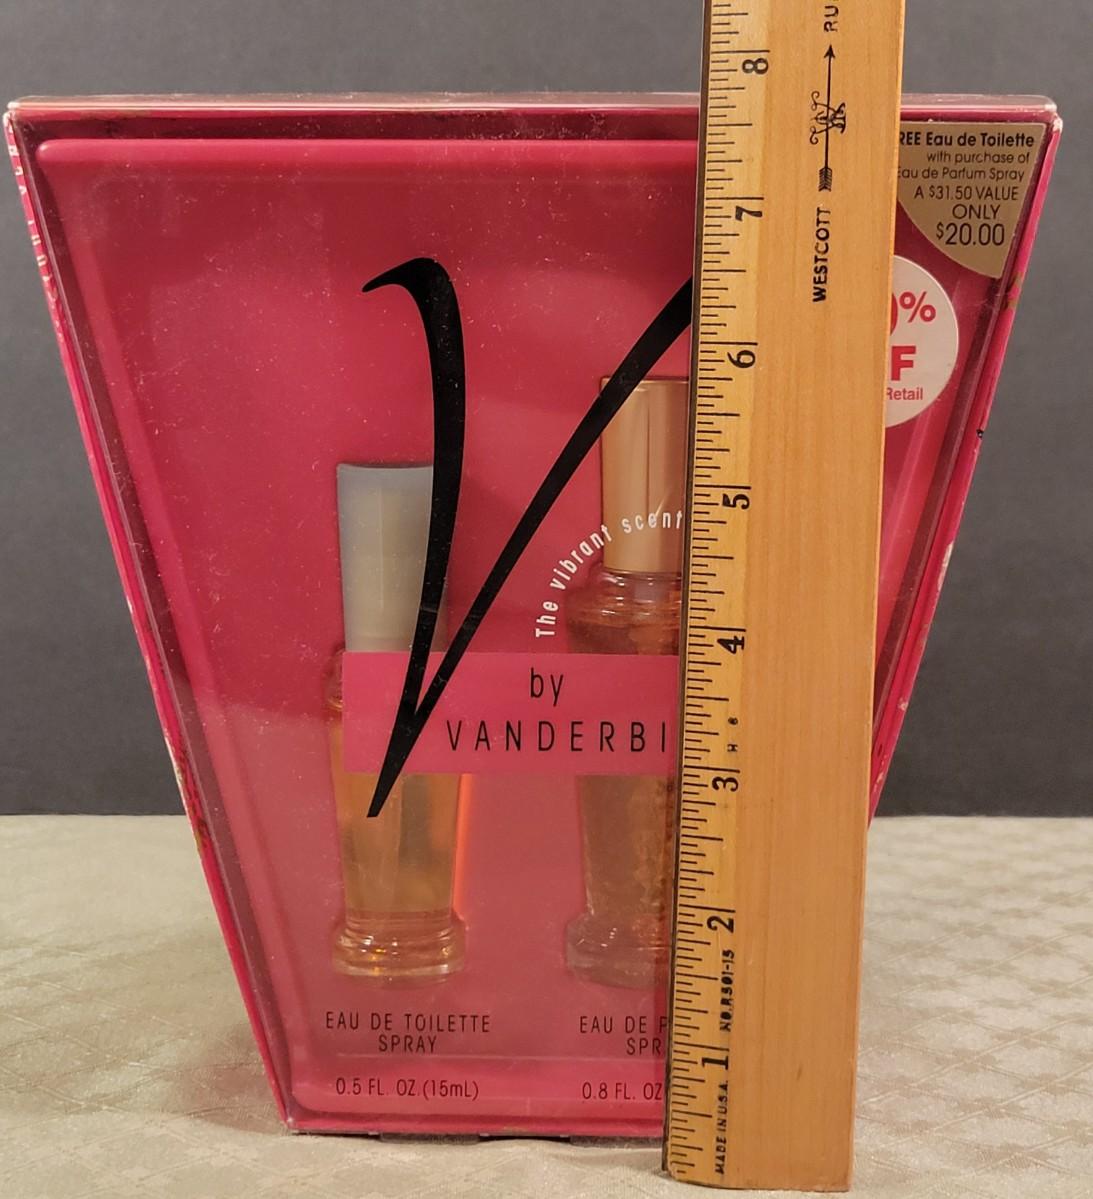 REE Eau de Toilette
with purchase of
Eau de Parfum Spray
A $31.50 VALUE
ONLY
$20.00
%
F
Retail
V
The vibrant scent
by
VANDERBI
EAU DE TOILETTE
SPRAY
0.5 FL. OZ.(15mL)
EAU DE P
SPR
0.8 FL. OZ
8
7
6
5
4
3
2
1
WESTCOTT
RU
H 8
NO.R501-15
MADE IN U.S.A.